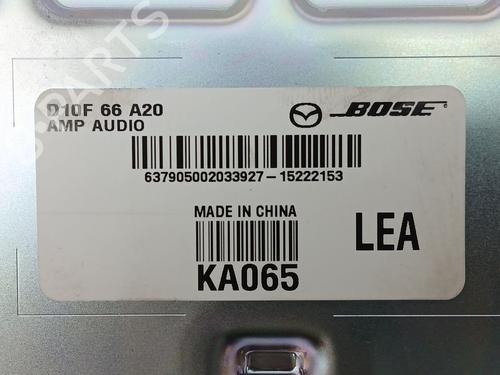 D10F 66 A20
AMP AUDIO
BOSE
637905002033927-15222153
MADE IN CHINA
KA065
LEA